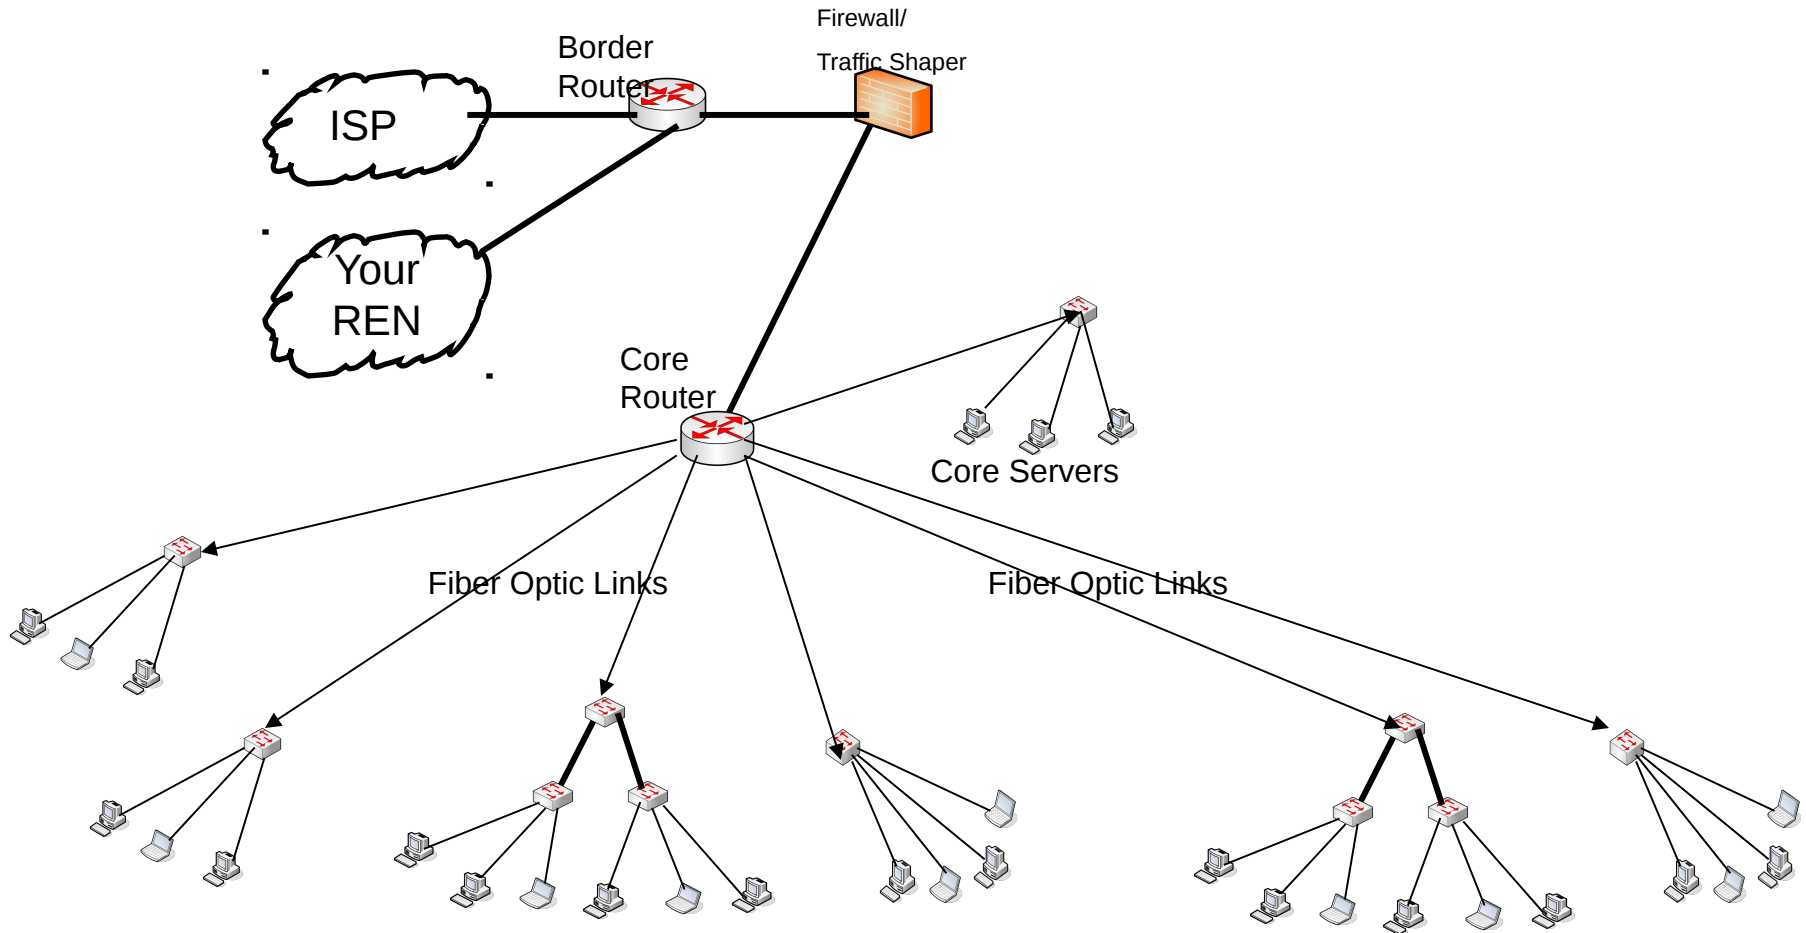 Firewall/
Traffic Shaper
Border
Router
ISP
Your
REN
Core
Router
Core Servers
Fiber Optic Links
Fiber Optic Links